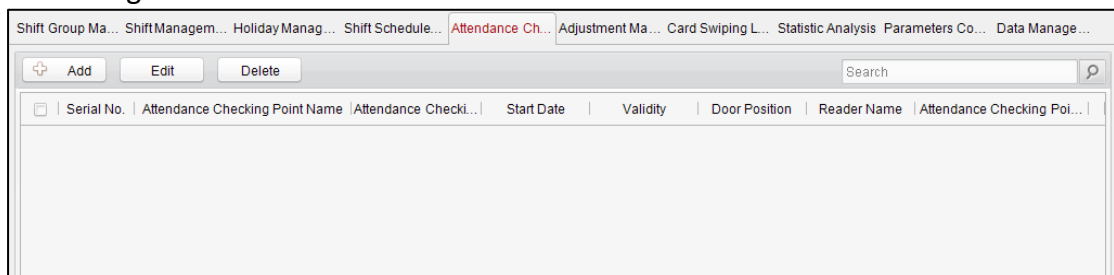 Shift Group Ma... Shift Managem... Holiday Manag... Shift Schedule... Attendance Ch... Adjustment Ma... Card Swiping L... Statistic Analysis Parameters Co... Data Manage...
Add Edit Delete Search
Serial No. Attendance Checking Point Name Attendance Checki... Start Date Validity Door Position Reader Name Attendance Checking Poi...